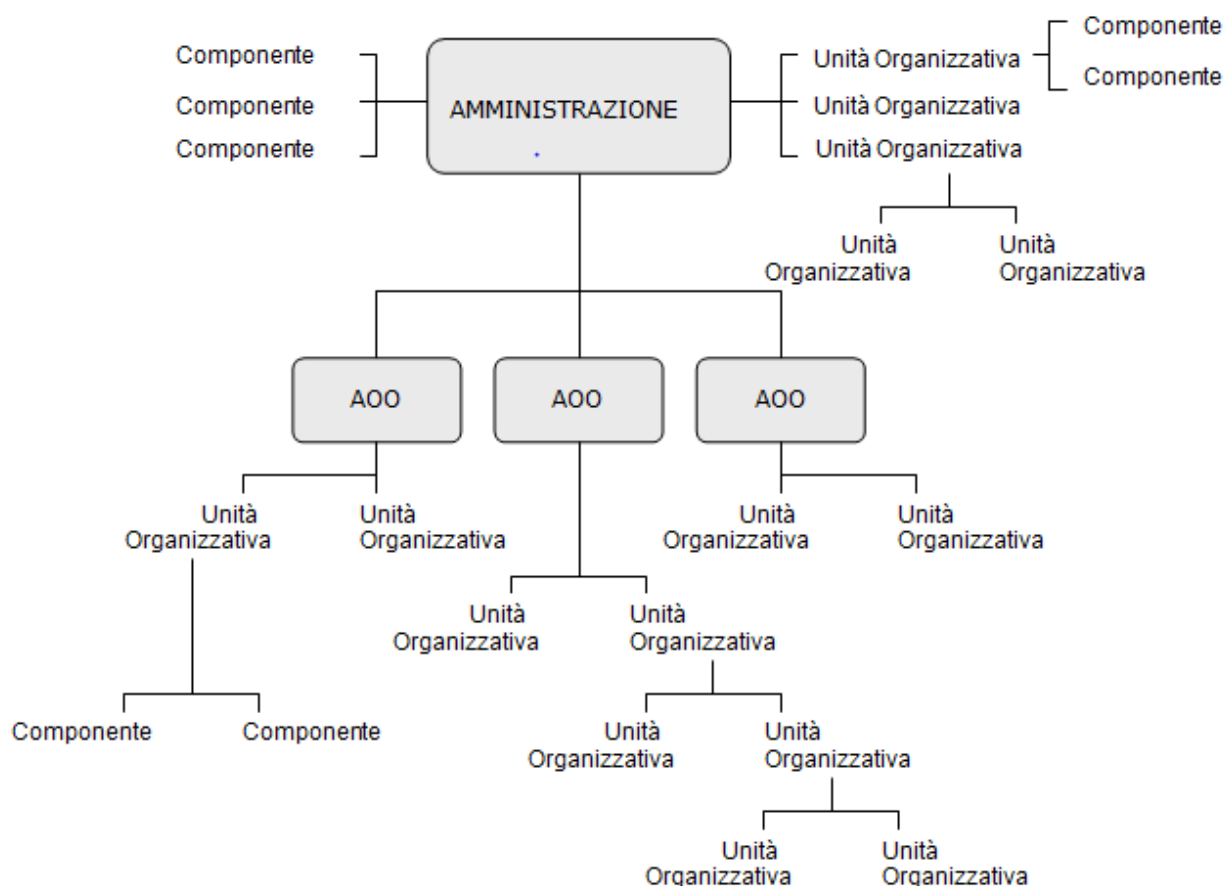 Componente
Componente
Unità Organizzativa
Componente
Componente
AMMINISTRAZIONE
Unità Organizzativa
Componente
Unità Organizzativa
Unità
Organizzativa
Unità
Organizzativa
AOO
AOO
AOO
Unità
Organizzativa
Unità
Organizzativa
Unità
Organizzativa
Unità
Organizzativa
Unità
Organizzativa
Unità
Organizzativa
Componente
Componente
Unità
Organizzativa
Unità
Organizzativa
Unità
Organizzativa
Unità
Organizzativa